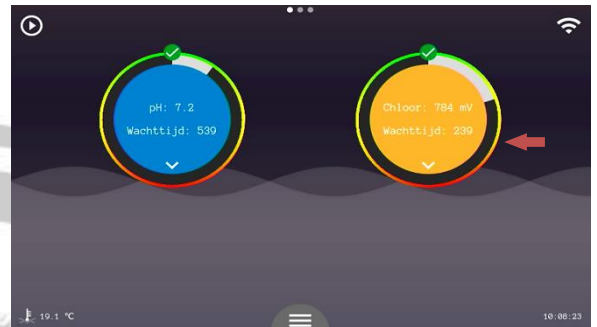 pH: 7.2
Wachttijd: 539
Chloor: 784 mV
Wachttijd: 239
19.1 °C
10:08:23